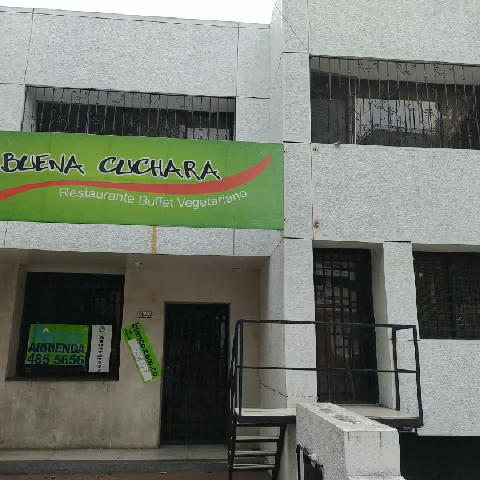 BUENA CUCHARA
Restaurante Buffet Vegetariano
ARRIENDA
485 5656